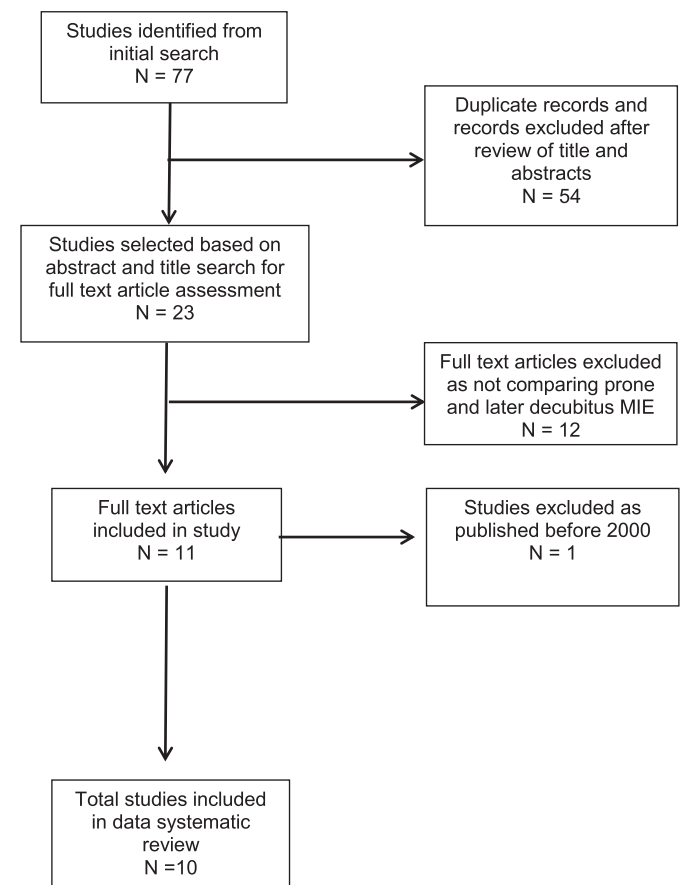 Studies identified from
initial search
N = 77
Duplicate records and
records excluded after
review of title and
abstracts
N = 54
Studies selected based on
abstract and title search for
full text article assessment
N = 23
Full text articles excluded
as not comparing prone
and later decubitus MIE
N = 12
Full text articles
included in study
N = 11
Studies excluded as
published before 2000
N = 1
Total studies included
in data systematic
review
N =10